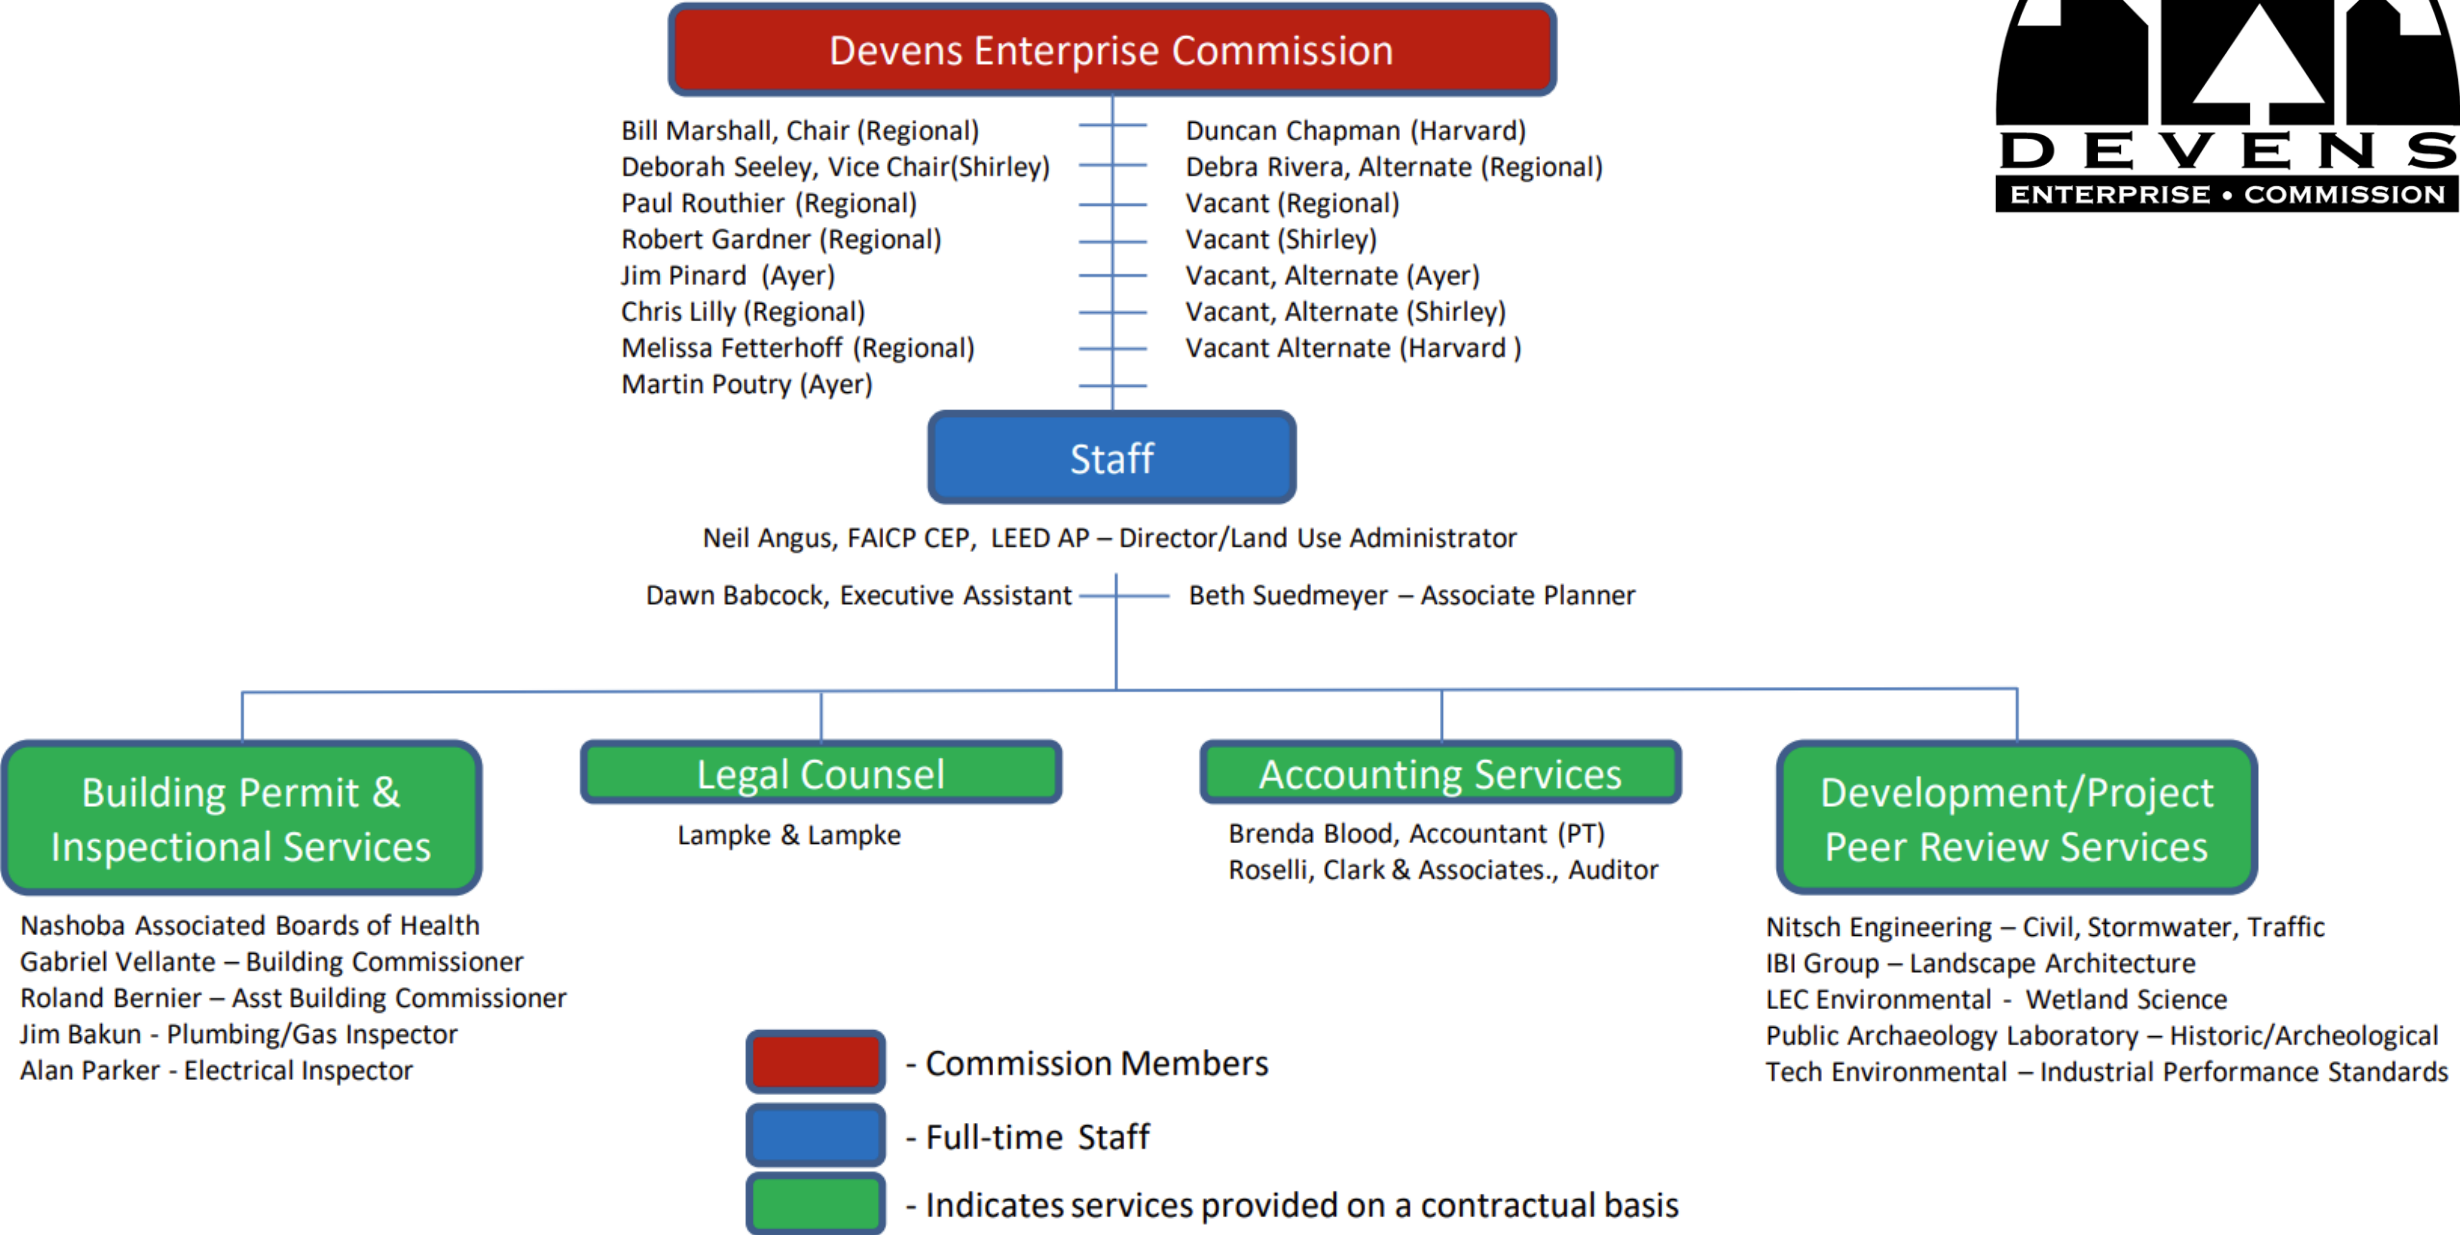 Devens Enterprise Commission
Bill Marshall, Chair (Regional)
Deborah Seeley, Vice Chair(Shirley)
Paul Routhier (Regional)
Robert Gardner (Regional)
Jim Pinard  (Ayer)
Chris Lilly (Regional)
Melissa Fetterhoff (Regional)
Martin Poutry (Ayer)
Duncan Chapman (Harvard)
Debra Rivera, Alternate (Regional)
Vacant (Regional)
Vacant (Shirley)
Vacant, Alternate (Ayer)
Vacant, Alternate (Shirley)
Vacant Alternate (Harvard )
DEVENS
ENTERPRISE • COMMISSION
Staff
Neil Angus, FAICP CEP,  LEED AP – Director/Land Use Administrator
Dawn Babcock, Executive Assistant
Beth Suedmeyer – Associate Planner
Building Permit &
Inspectional Services
Nashoba Associated Boards of Health
Gabriel Vellante – Building Commissioner
Roland Bernier – Asst Building Commissioner
Jim Bakun - Plumbing/Gas Inspector
Alan Parker - Electrical Inspector
Legal Counsel
Lampke & Lampke
Accounting Services
Brenda Blood, Accountant (PT)
Roselli, Clark & Associates., Auditor
Development/Project
Peer Review Services
Nitsch Engineering – Civil, Stormwater, Traffic
IBI Group – Landscape Architecture
LEC Environmental -  Wetland Science
Public Archaeology Laboratory – Historic/Archeological
Tech Environmental – Industrial Performance Standards
- Commission Members
- Full-time  Staff
- Indicates services provided on a contractual basis